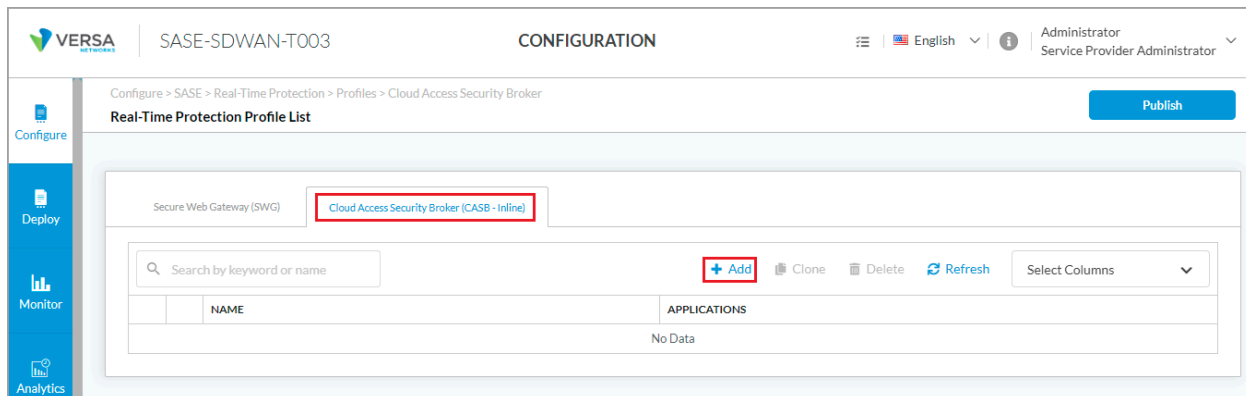 VERSA
NETWORKS
SASE-SDWAN-T003
CONFIGURATION
English
Administrator
Service Provider Administrator
Configure > SASE > Real-Time Protection > Profiles > Cloud Access Security Broker
Real-Time Protection Profile List
Publish
Configure
Deploy
Monitor
Analytics
Secure Web Gateway (SWG)
Cloud Access Security Broker (CASB - Inline)
Search by keyword or name
+ Add
Clone
Delete
Refresh
Select Columns
NAME
APPLICATIONS
No Data